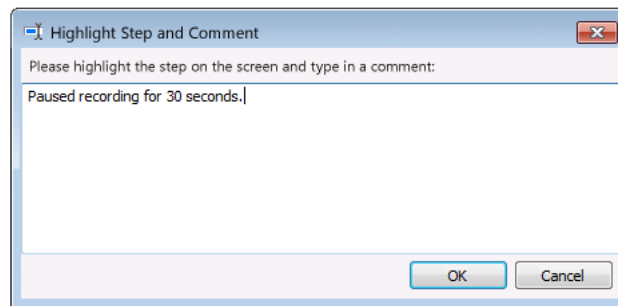 Highlight Step and Comment
Please highlight the step on the screen and type in a comment:
Paused recording for 30 seconds.
OK Cancel